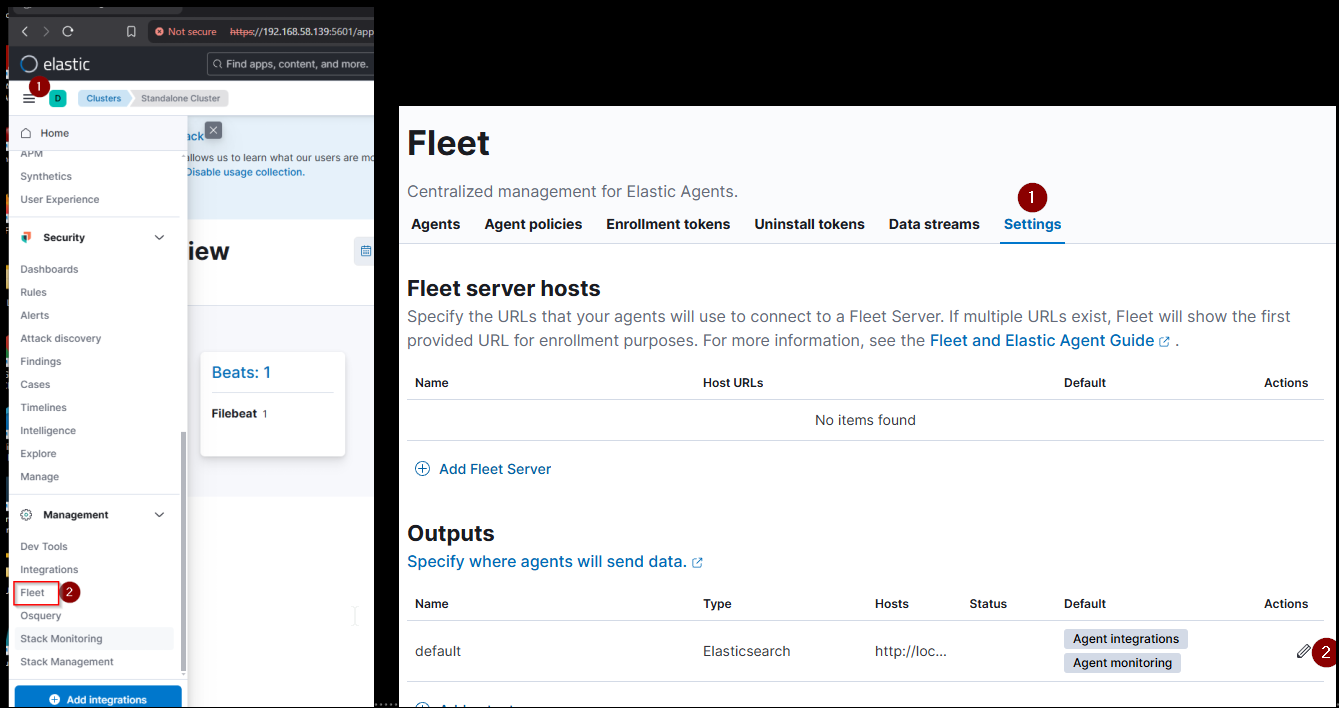 Not secure https://192.168.58.139:5601/app
elastic
Find apps, content, and more.
1
D Clusters Standalone Cluster
Home
APM
Synthetics
User Experience
Security
Dashboards
Rules
Alerts
Attack discovery
Findings
Cases
Timelines
Intelligence
Explore
Manage
Management
Dev Tools
Integrations
Fleet 2
Osquery
Stack Monitoring
Stack Management
Add integrations
ack
allows us to learn what our users are mo
Disable usage collection.
iew
Beats: 1
Filebeat 1
Fleet
Centralized management for Elastic Agents.
1
Agents Agent policies Enrollment tokens Uninstall tokens Data streams Settings
Fleet server hosts
Specify the URLs that your agents will use to connect to a Fleet Server. If multiple URLs exist, Fleet will show the first
provided URL for enrollment purposes. For more information, see the Fleet and Elastic Agent Guide .
Name Host URLs Default Actions
No items found
Add Fleet Server
Outputs
Specify where agents will send data.
Name Type Hosts Status Default Actions
default Elasticsearch http://loc... Agent integrations
Agent monitoring
2